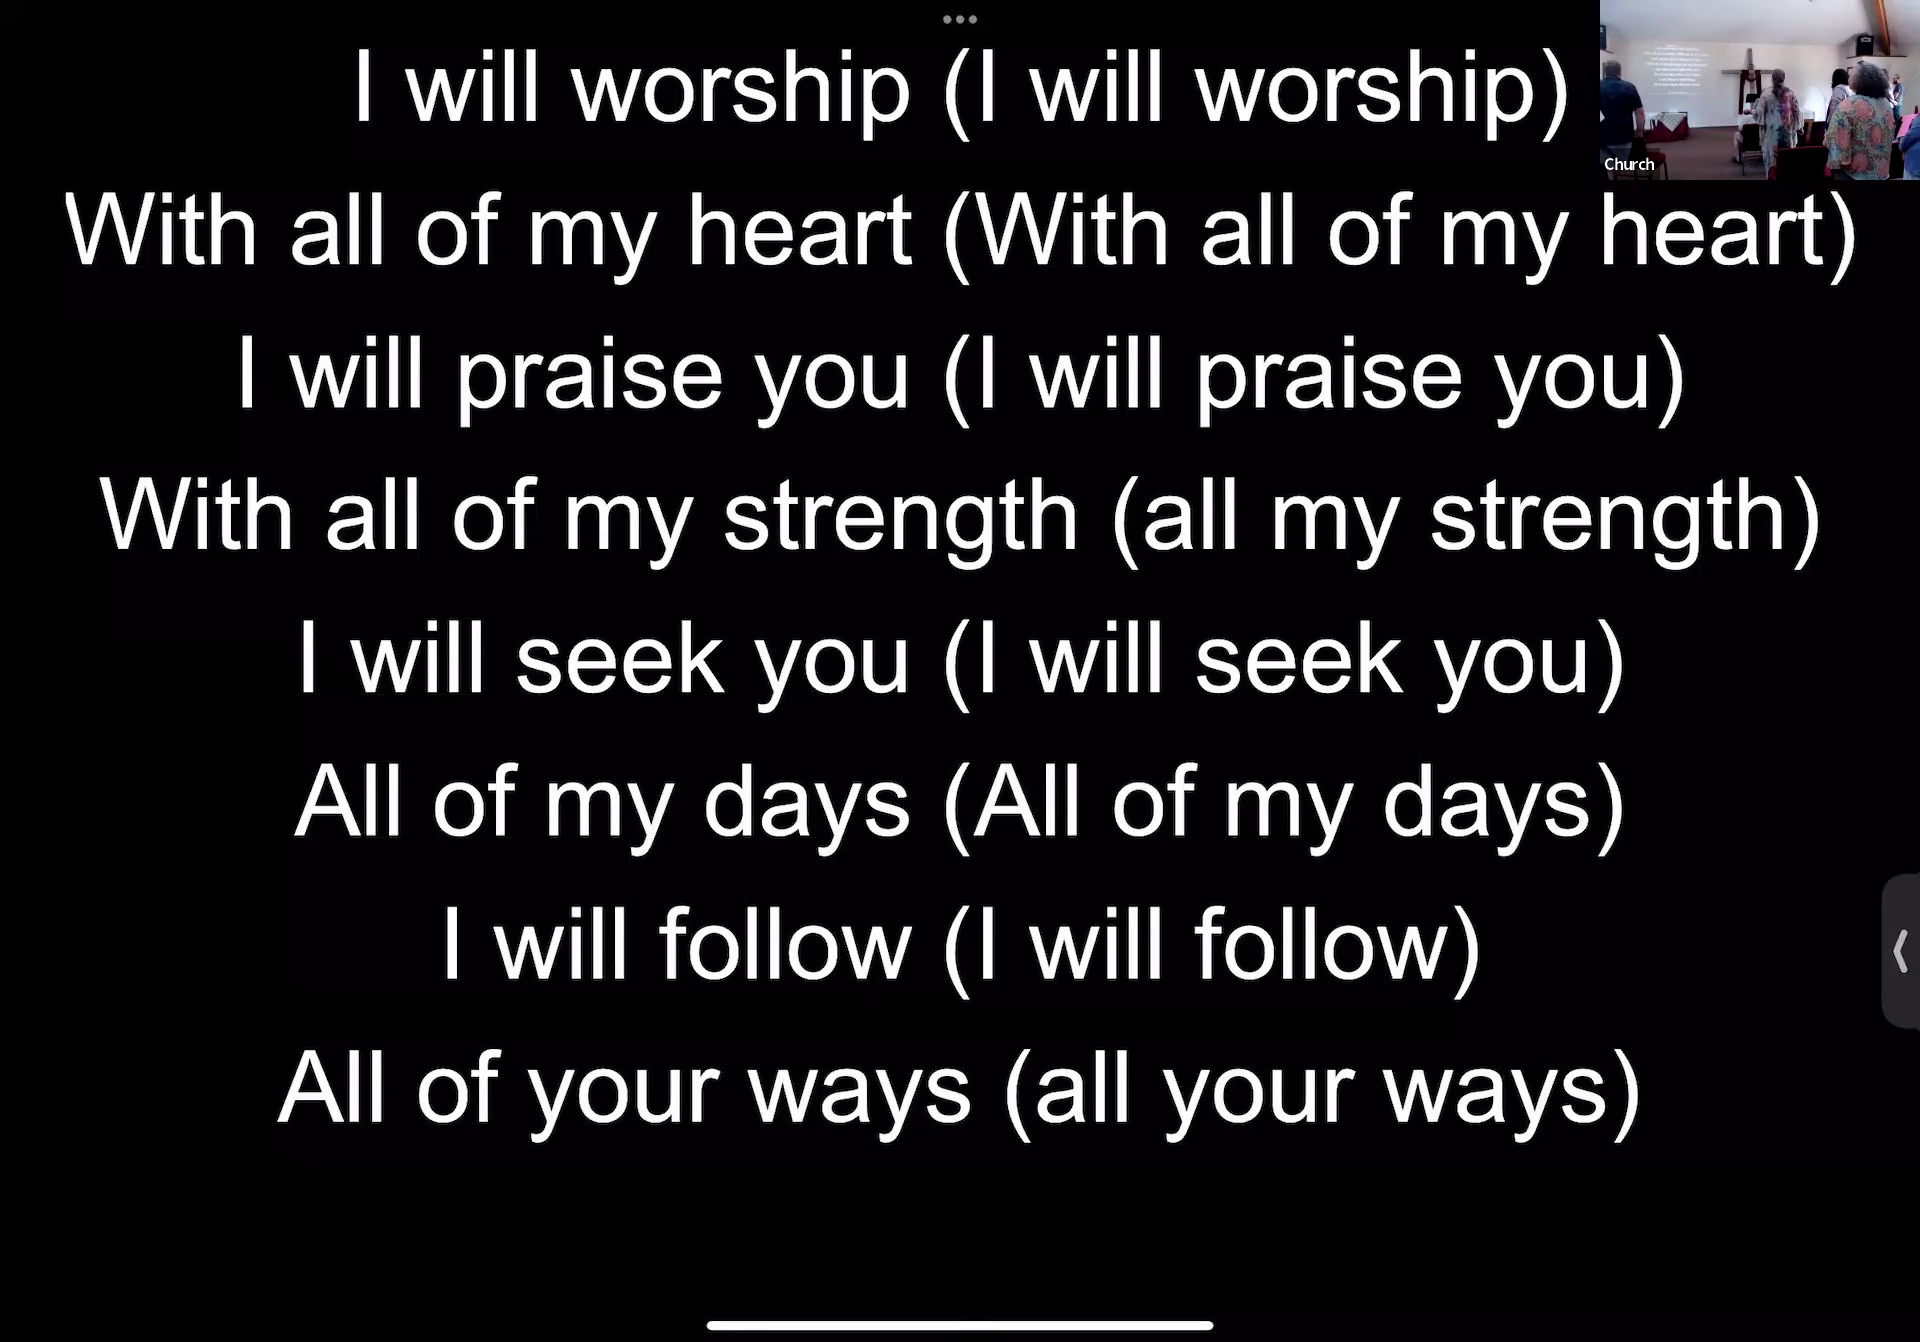 I will worship (I will worship)
Church
With all of my heart (With all of my heart)
I will praise you (I will praise you)
With all of my strength (all my strength)
I will seek you (I will seek you)
All of my days (All of my days)
I will follow (I will follow)
All of your ways (all your ways)